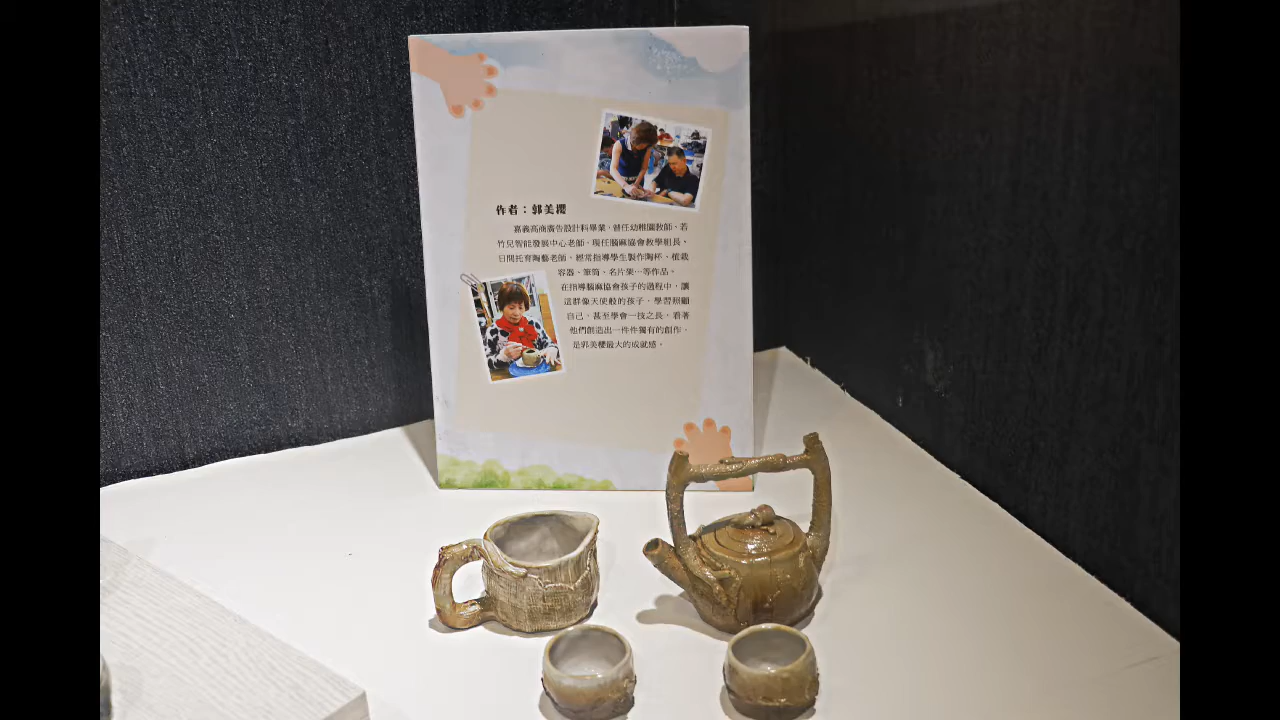 作者：郭美櫻
嘉義高商廣告設計科畢業，曾任幼稚園教師、若
竹兒智能發展中心老師，現任腦麻協會教學組長、
日間托育陶藝老師，經常指導學生製作陶杯、植栽
容器、筆筒、名片架…等作品。
在指導腦麻協會孩子的過程中，讓
這群像天使般的孩子，學習照顧
自己，甚至學會一技之長，看著
他們創造出一件件獨有的創作，
是郭美櫻最大的成就感。